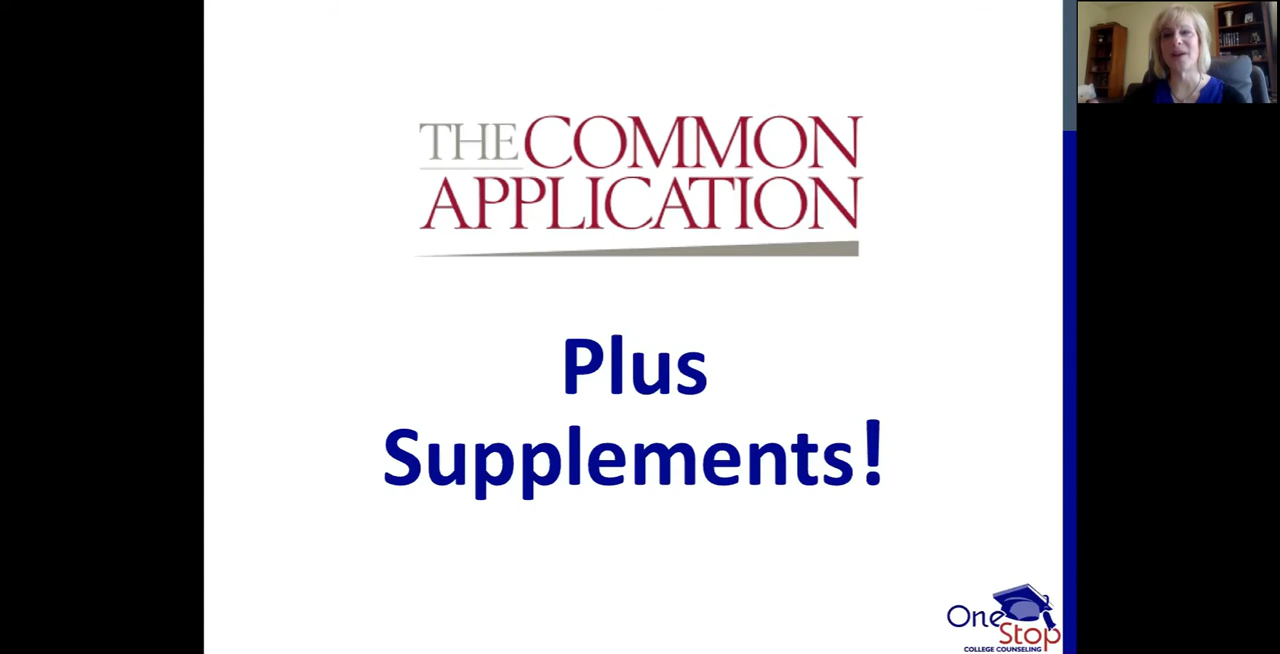 THE COMMON
APPLICATION
Plus
Supplements!
One
Stop
COLLEGE COUNSELING